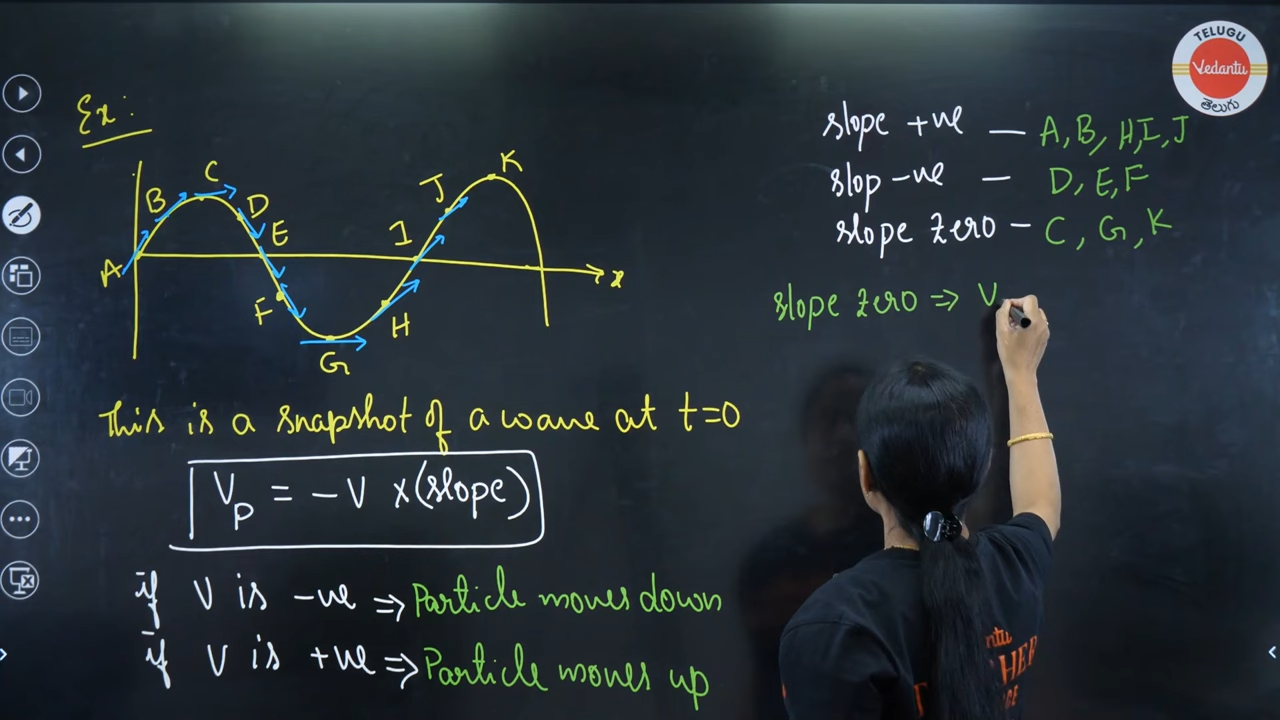 TELUGU
Vedantu
తెలుగు
Ex:
A B C D E F G H I J K x
This is a snapshot of a wave at t=0
Vp = -V x (slope)
if V is -ve ⇒ Particle moves down
if V is +ve ⇒ Particle moves up
slope +ve — A, B, H, I, J
slop -ve — D, E, F
slope zero — C, G, K
slope zero ⇒ V